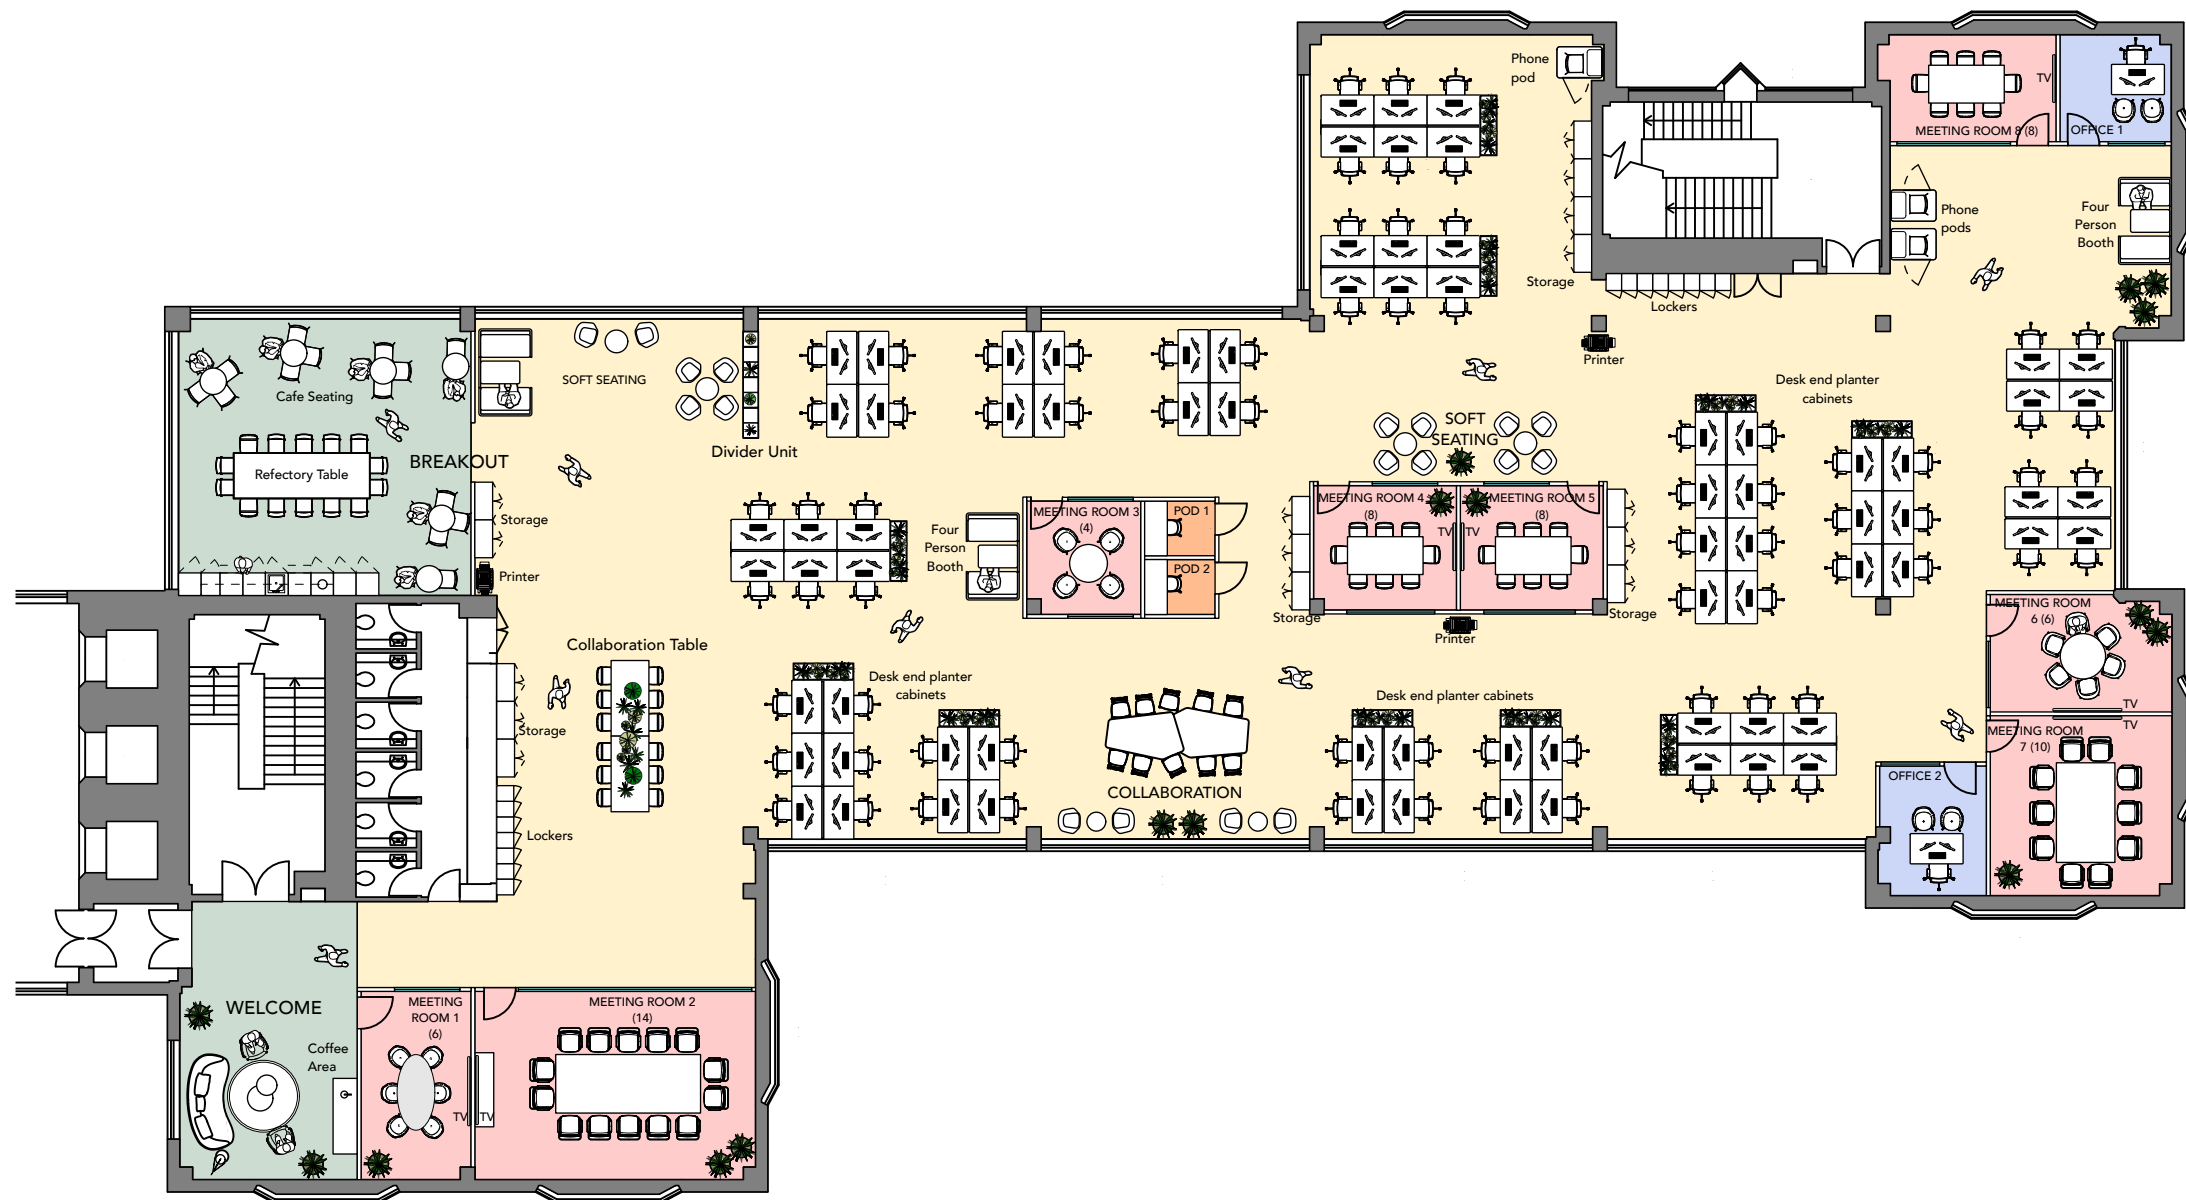 Phone
pod
TV
MEETING ROOM 8 (8)
OFFICE 1
Phone
pods
Four
Person
Booth
Storage
Lockers
Printer
SOFT SEATING
Cafe Seating
Divider Unit
BREAKOUT
Refectory Table
Storage
Printer
Desk end planter
cabinets
SOFT
SEATING
MEETING ROOM 4
(8)
TV
TV
MEETING ROOM 5
(8)
MEETING ROOM 3
(4)
POD 1
POD 2
Four
Person
Booth
Storage
Printer
Storage
MEETING ROOM
6 (6)
TV
TV
MEETING ROOM
7 (10)
OFFICE 2
Collaboration Table
Storage
Lockers
Desk end planter
cabinets
COLLABORATION
Desk end planter cabinets
WELCOME
Coffee
Area
MEETING
ROOM 1
(6)
TV
TV
MEETING ROOM 2
(14)